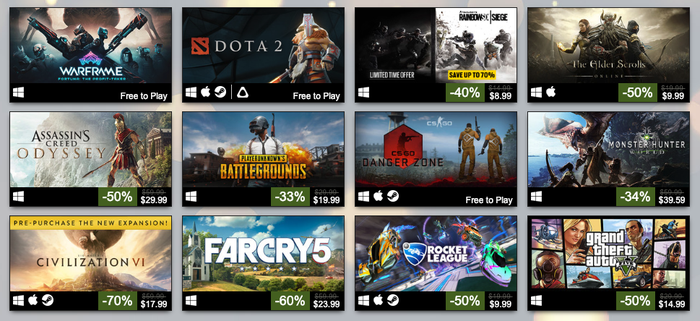 WARFRAME
FORTUNA: THE PROFIT-TAKER
Free to Play
DOTA 2
Free to Play
RAINBOW SIX | SIEGE
LIMITED TIME OFFER
SAVE UP TO 70%
-40%
$8.99
The Elder Scrolls
ONLINE
-50%
$19.99
$9.99
ASSASSIN'S
CREED
ODYSSEY
-50%
$59.99
$29.99
PLAYERUNKNOWN'S
BATTLEGROUNDS
-33%
$29.99
$19.99
CS:GO
CS:GO
DANGER ZONE
Free to Play
MONSTER HUNTER
WORLD
-34%
$59.99
$39.59
PRE-PURCHASE THE NEW EXPANSION!
CIVILIZATION VI
-70%
$59.99
$17.99
FARCRY5
-60%
$59.99
$23.99
ROCKET
LEAGUE
-50%
$19.99
$9.99
grand
theft
auto
V
-50%
$29.99
$14.99